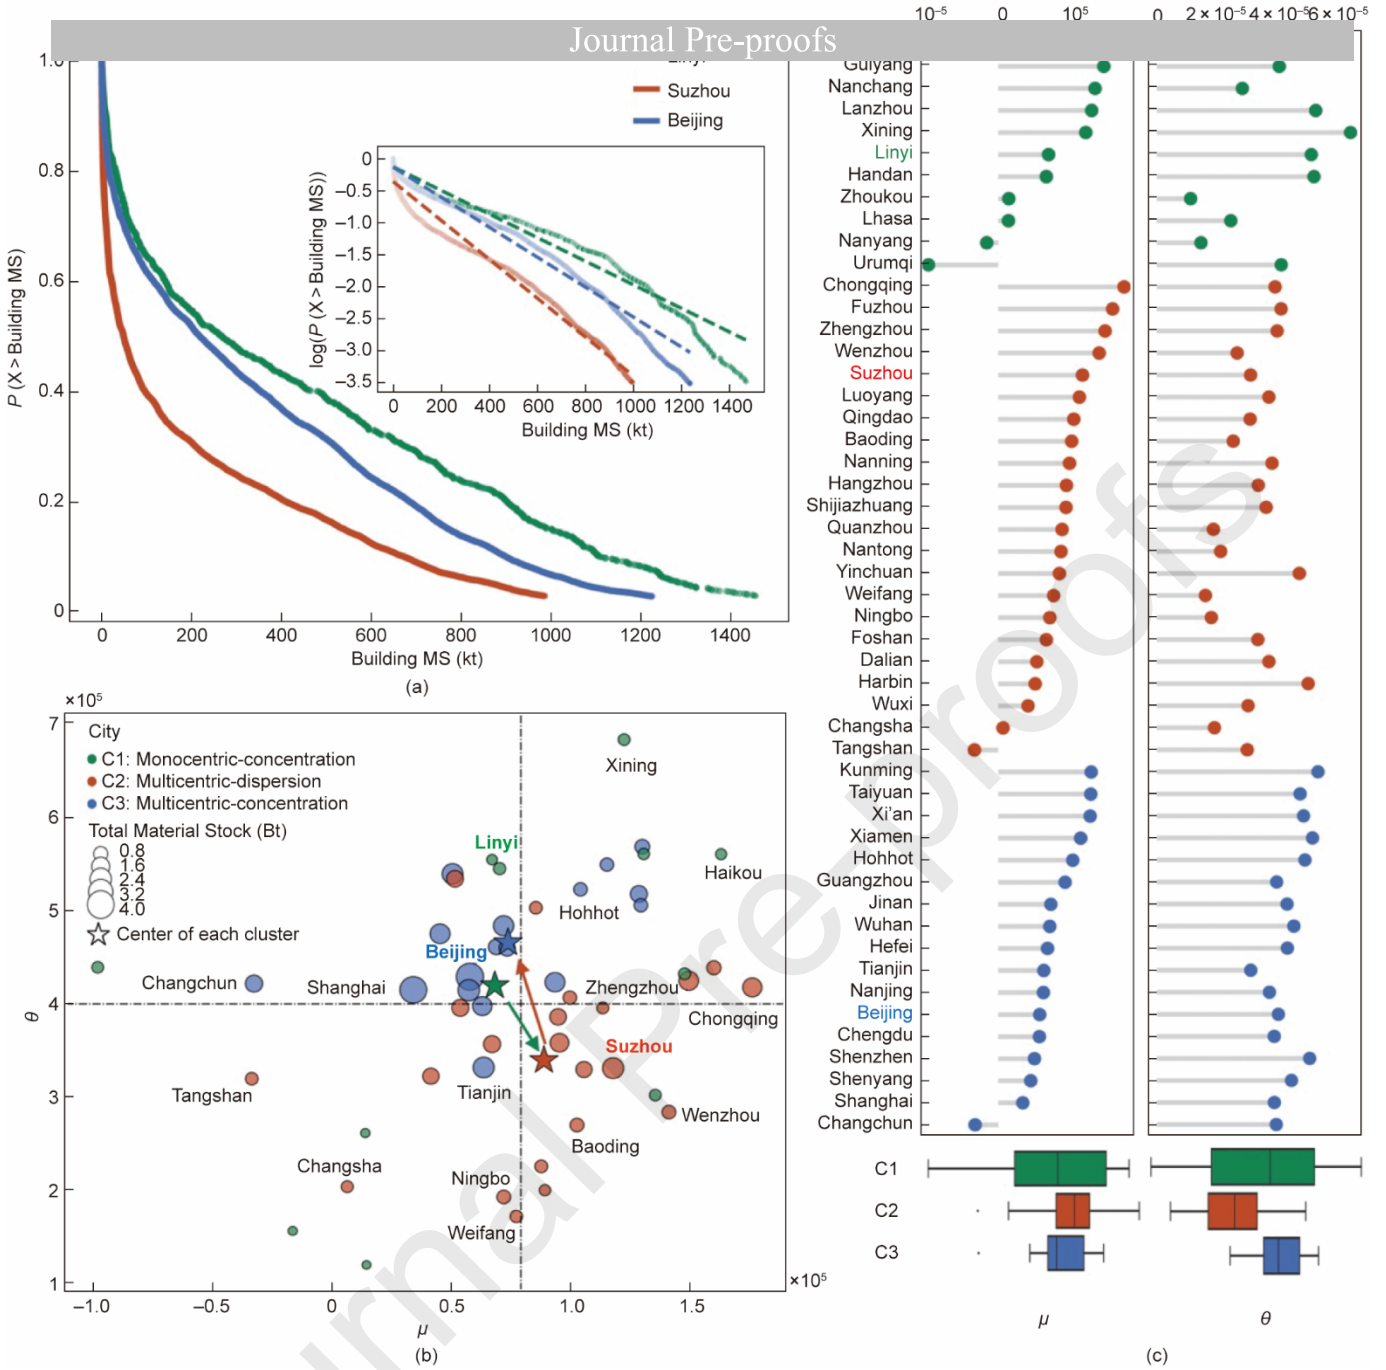 Journal Pre-proofs
Suzhou
Beijing
1.0
0.8
0.6
0.4
0.2
0
P (X > Building MS)
0 200 400 600 800 1000 1200 1400
Building MS (kt)
(a)
0
−0.5
−1.0
−1.5
−2.0
−2.5
−3.0
−3.5
log(P (X > Building MS))
0 200 400 600 800 1000 1200 1400
Building MS (kt)
×10⁵
7
6
5
4
3
2
1
θ
City
C1: Monocentric-concentration
C2: Multicentric-dispersion
C3: Multicentric-concentration
Total Material Stock (Bt)
0.8
1.6
2.4
3.2
4.0
Center of each cluster
Xining
Linyi
Haikou
Hohhot
Beijing
Changchun
Shanghai
Zhengzhou
Chongqing
Suzhou
Tangshan
Tianjin
Wenzhou
Baoding
Changsha
Ningbo
Weifang
−1.0 −0.5 0 0.5 1.0 1.5
×10⁵
μ
(b)
10⁻⁵ 0 10⁵
0 2 × 10⁻⁵ 4 × 10⁻⁵ 6 × 10⁻⁵
Guiyang
Nanchang
Lanzhou
Xining
Linyi
Handan
Zhoukou
Lhasa
Nanyang
Urumqi
Chongqing
Fuzhou
Zhengzhou
Wenzhou
Suzhou
Luoyang
Qingdao
Baoding
Nanning
Hangzhou
Shijiazhuang
Quanzhou
Nantong
Yinchuan
Weifang
Ningbo
Foshan
Dalian
Harbin
Wuxi
Changsha
Tangshan
Kunming
Taiyuan
Xi’an
Xiamen
Hohhot
Guangzhou
Jinan
Wuhan
Hefei
Tianjin
Nanjing
Beijing
Chengdu
Shenzhen
Shenyang
Shanghai
Changchun
C1
C2
C3
μ
θ
(c)